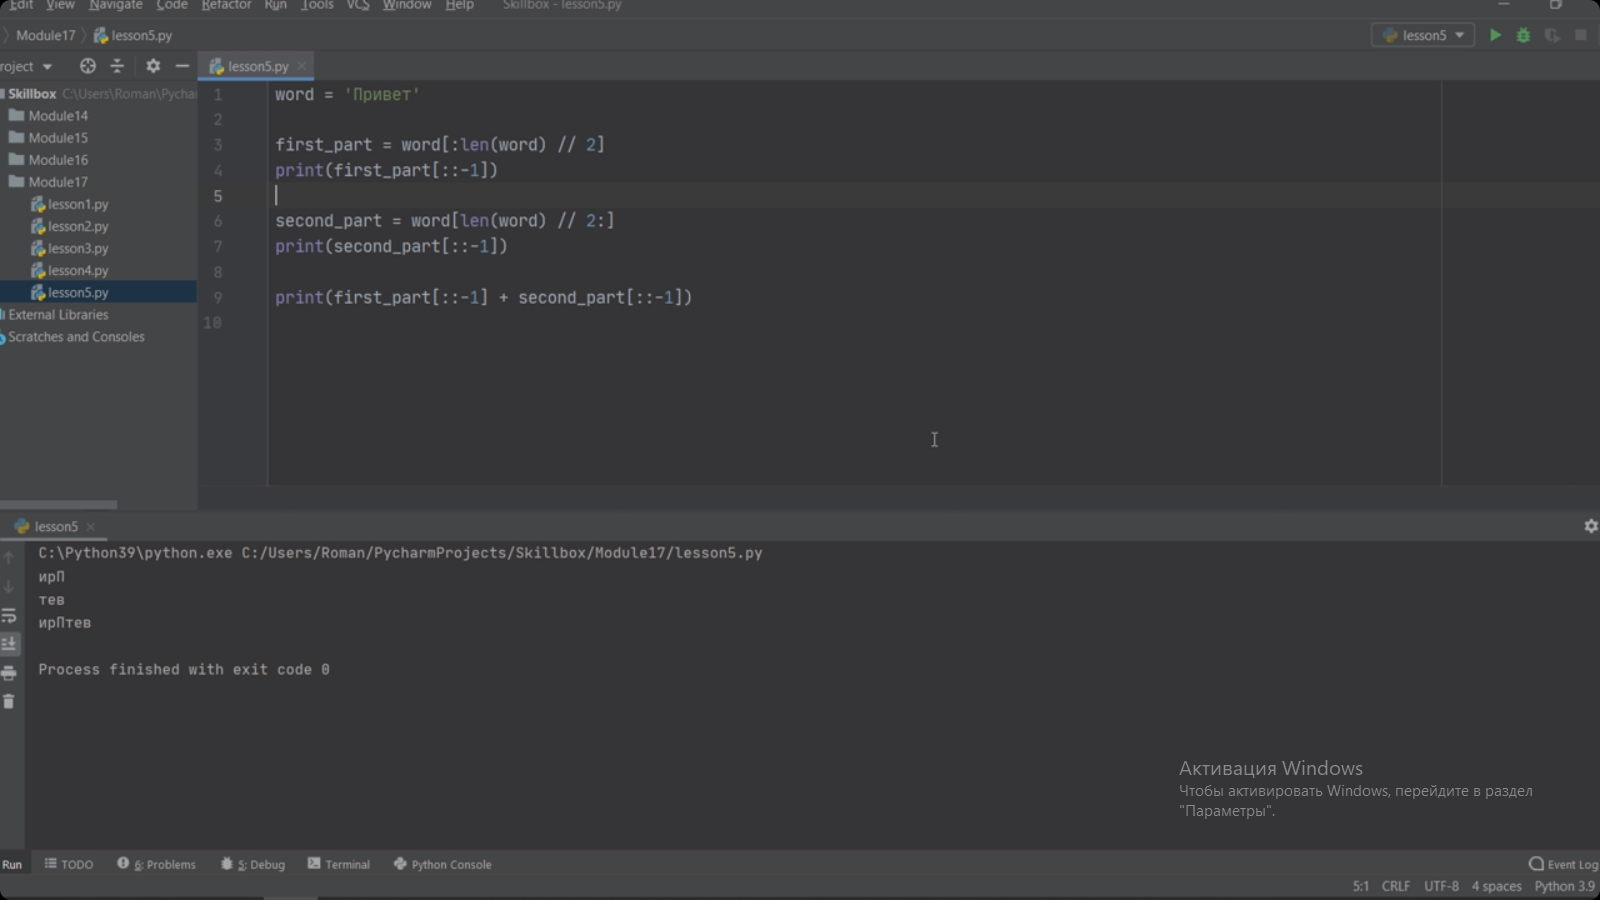 Edit View Navigate Code Refactor Run Tools VCS Window Help Skillbox - lesson5.py
Module17 lesson5.py lesson5
roject lesson5.py
Skillbox C:\Users\Roman\Pycha
Module14
Module15
Module16
Module17
lesson1.py
lesson2.py
lesson3.py
lesson4.py
lesson5.py
External Libraries
Scratches and Consoles
1 word = 'Привет'
2
3 first_part = word[:len(word) // 2]
4 print(first_part[::-1])
5
6 second_part = word[len(word) // 2:]
7 print(second_part[::-1])
8
9 print(first_part[::-1] + second_part[::-1])
10
lesson5
C:\Python39\python.exe C:/Users/Roman/PycharmProjects/Skillbox/Module17/lesson5.py
ирП
тев
ирПтев
Process finished with exit code 0
Активация Windows
Чтобы активировать Windows, перейдите в раздел
"Параметры".
Run TODO 6: Problems 5: Debug Terminal Python Console Event Log
5:1 CRLF UTF-8 4 spaces Python 3.9